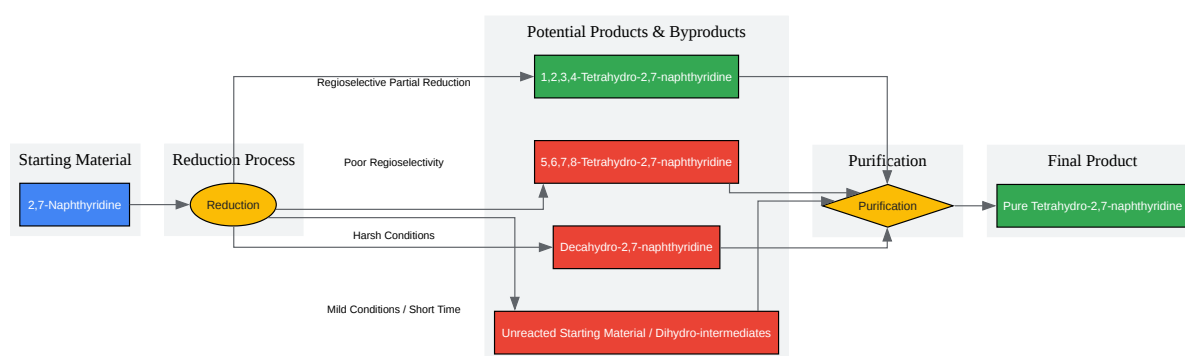 Potential Products & Byproducts
Regioselective Partial Reduction
1,2,3,4-Tetrahydro-2,7-naphthyridine
Starting Material
Reduction Process
Poor Regioselectivity
5,6,7,8-Tetrahydro-2,7-naphthyridine
Purification
Final Product
2,7-Naphthyridine
Reduction
Purification
Pure Tetrahydro-2,7-naphthyridine
Harsh Conditions
Decahydro-2,7-naphthyridine
Mild Conditions / Short Time
Unreacted Starting Material / Dihydro-intermediates